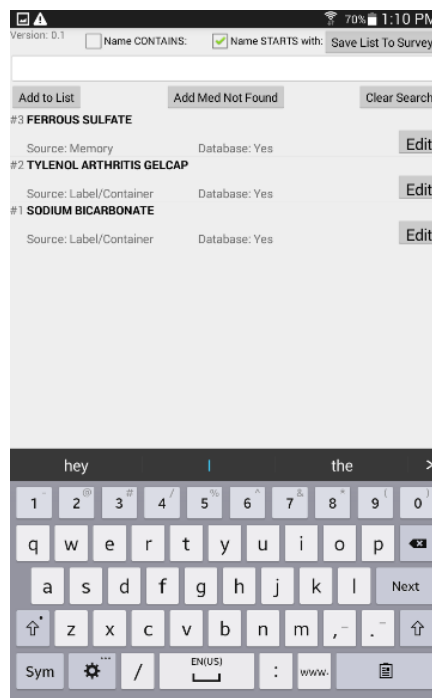 70% 1:10 PM
Version: 0.1 Name CONTAINS: Name STARTS with: Save List To Survey
Add to List Add Med Not Found Clear Search
#3 FERROUS SULFATE
Source: Memory Database: Yes Edit
#2 TYLENOL ARTHRITIS GELCAP
Source: Label/Container Database: Yes Edit
#1 SODIUM BICARBONATE
Source: Label/Container Database: Yes Edit
hey I the
1 2 @ 3 # 4 / 5 % 6 ^ 7 & 8 * 9 ( 0 )
q w e r t y u i o p
a s d f g h j k l Next
z x c v b n m , - . -
Sym / EN(US) : www.